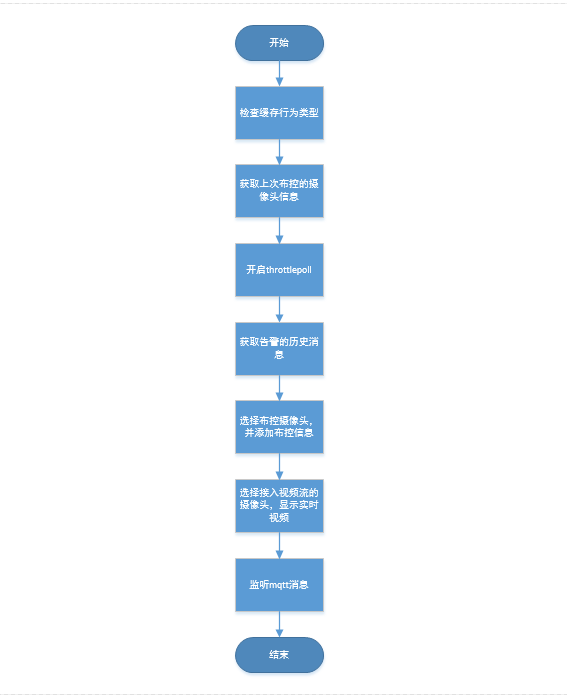 开始
检查缓存行为类型
获取上次布控的摄
像头信息
开启throttlepoll
获取告警的历史消
息
选择布控摄像头，
并添加布控信息
选择接入视频流的
摄像头，显示实时
视频
监听mqtt消息
结束